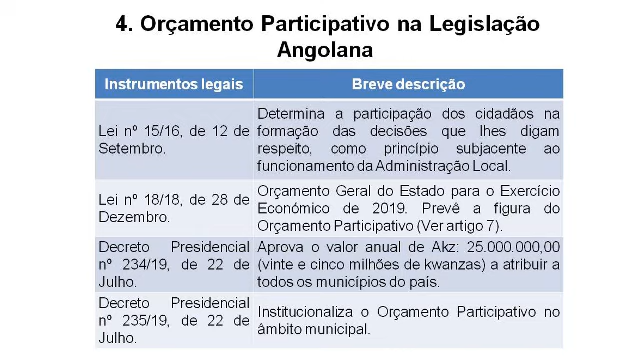 4. Orçamento Participativo na Legislação
Angolana
Instrumentos legais
Breve descrição
Lei nº 15/16, de 12 de
Setembro.
Determina a participação dos cidadãos na
formação das decisões que lhes digam
respeito, como princípio subjacente ao
funcionamento da Administração Local.
Lei nº 18/18, de 28 de
Dezembro.
Orçamento Geral do Estado para o Exercício
Económico de 2019. Prevê a figura do
Orçamento Participativo (Ver artigo 7).
Decreto Presidencial
nº 234/19, de 22 de
Julho.
Aprova o valor anual de Akz: 25.000.000,00
(vinte e cinco milhões de kwanzas) a atribuir a
todos os municípios do país.
Decreto Presidencial
nº 235/19, de 22 de
Julho.
Institucionaliza o Orçamento Participativo no
âmbito municipal.